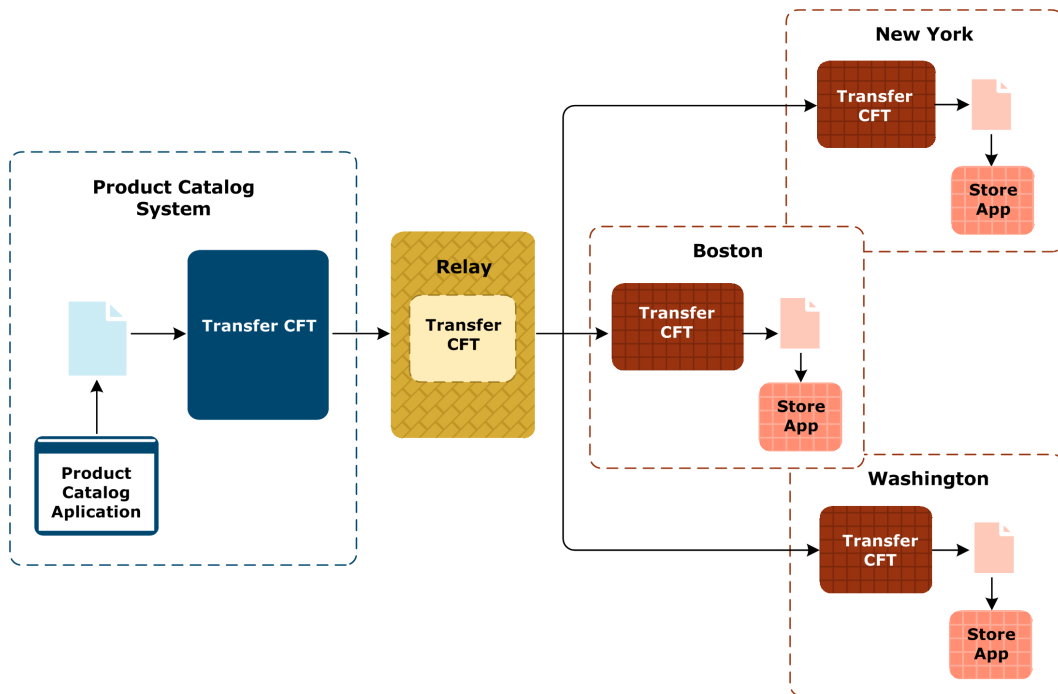 Product Catalog
System
Transfer CFT
Product
Catalog
Aplication
Relay
Transfer
CFT
New York
Transfer
CFT
Store
App
Boston
Transfer
CFT
Store
App
Washington
Transfer
CFT
Store
App